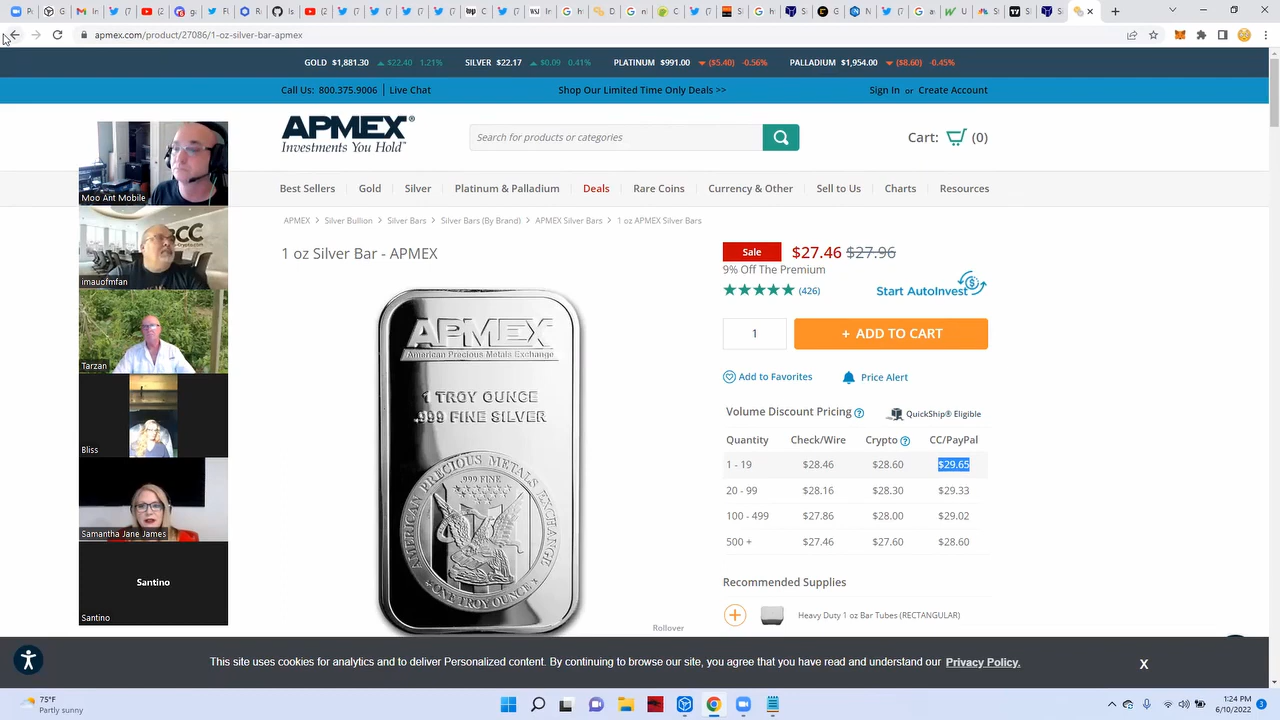 apmex.com/product/27086/1-oz-silver-bar-apmex
GOLD $1,881.30 $22.40 1.21% SILVER $22.17 $0.09 0.41% PLATINUM $991.00 ($5.40) -0.56% PALLADIUM $1,954.00 ($8.60) -0.45%
Call Us: 800.375.9006 | Live Chat
Shop Our Limited Time Only Deals >>
Sign In or Create Account
APMEX®
Investments You Hold™
Search for products or categories
Cart: (0)
Best Sellers Gold Silver Platinum & Palladium Deals Rare Coins Currency & Other Sell to Us Charts Resources
APMEX > Silver Bullion > Silver Bars > Silver Bars (By Brand) > APMEX Silver Bars > 1 oz APMEX Silver Bars
Moo Ant Mobile
imauofmfan
Tarzan
Bliss
Samantha Jane James
Santino
Santino
1 oz Silver Bar - APMEX
APMEX
American Precious Metals Exchange
1 TROY OUNCE
.999 FINE SILVER
AMERICAN PRECIOUS METALS EXCHANGE
.999 FINE
ONE TROY OUNCE
Rollover
Sale $27.46 $27.96
9% Off The Premium
(426)
Start AutoInvest
1
+ ADD TO CART
Add to Favorites
Price Alert
Volume Discount Pricing ?
QuickShip® Eligible
Quantity Check/Wire Crypto ? CC/PayPal
1 - 19 $28.46 $28.60 $29.65
20 - 99 $28.16 $28.30 $29.33
100 - 499 $27.86 $28.00 $29.02
500 + $27.46 $27.60 $28.60
Recommended Supplies
Heavy Duty 1 oz Bar Tubes (RECTANGULAR)
This site uses cookies for analytics and to deliver Personalized content. By continuing to browse our site, you agree that you have read and understand our Privacy Policy.
X
75°F
Partly sunny
1:24 PM
6/10/2022